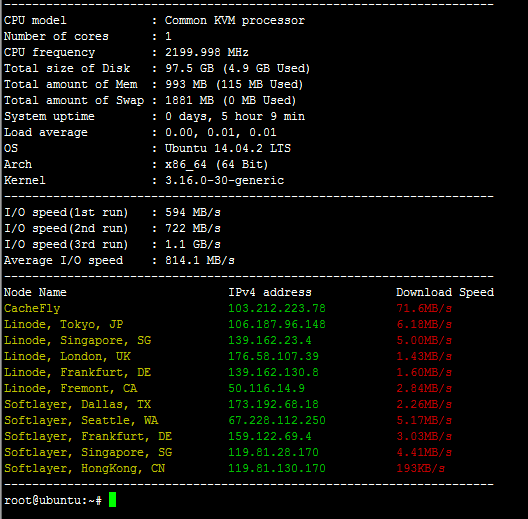 ----------------------------------------------------------------------
CPU model            : Common KVM processor
Number of cores      : 1
CPU frequency        : 2199.998 MHz
Total size of Disk   : 97.5 GB (4.9 GB Used)
Total amount of Mem  : 993 MB (115 MB Used)
Total amount of Swap : 1881 MB (0 MB Used)
System uptime        : 0 days, 5 hour 9 min
Load average         : 0.00, 0.01, 0.01
OS                   : Ubuntu 14.04.2 LTS
Arch                 : x86_64 (64 Bit)
Kernel               : 3.16.0-30-generic
----------------------------------------------------------------------
I/O speed(1st run)   : 594 MB/s
I/O speed(2nd run)   : 722 MB/s
I/O speed(3rd run)   : 1.1 GB/s
Average I/O speed    : 814.1 MB/s
----------------------------------------------------------------------
Node Name                       IPv4 address            Download Speed
CacheFly                        103.212.223.78          71.6MB/s
Linode, Tokyo, JP               106.187.96.148          6.18MB/s
Linode, Singapore, SG           139.162.23.4            5.00MB/s
Linode, London, UK              176.58.107.39           1.43MB/s
Linode, Frankfurt, DE           139.162.130.8           1.60MB/s
Linode, Fremont, CA             50.116.14.9             2.84MB/s
Softlayer, Dallas, TX           173.192.68.18           2.26MB/s
Softlayer, Seattle, WA          67.228.112.250          5.17MB/s
Softlayer, Frankfurt, DE        159.122.69.4            3.03MB/s
Softlayer, Singapore, SG        119.81.28.170           4.41MB/s
Softlayer, HongKong, CN         119.81.130.170          193KB/s
----------------------------------------------------------------------
root@ubuntu:~#